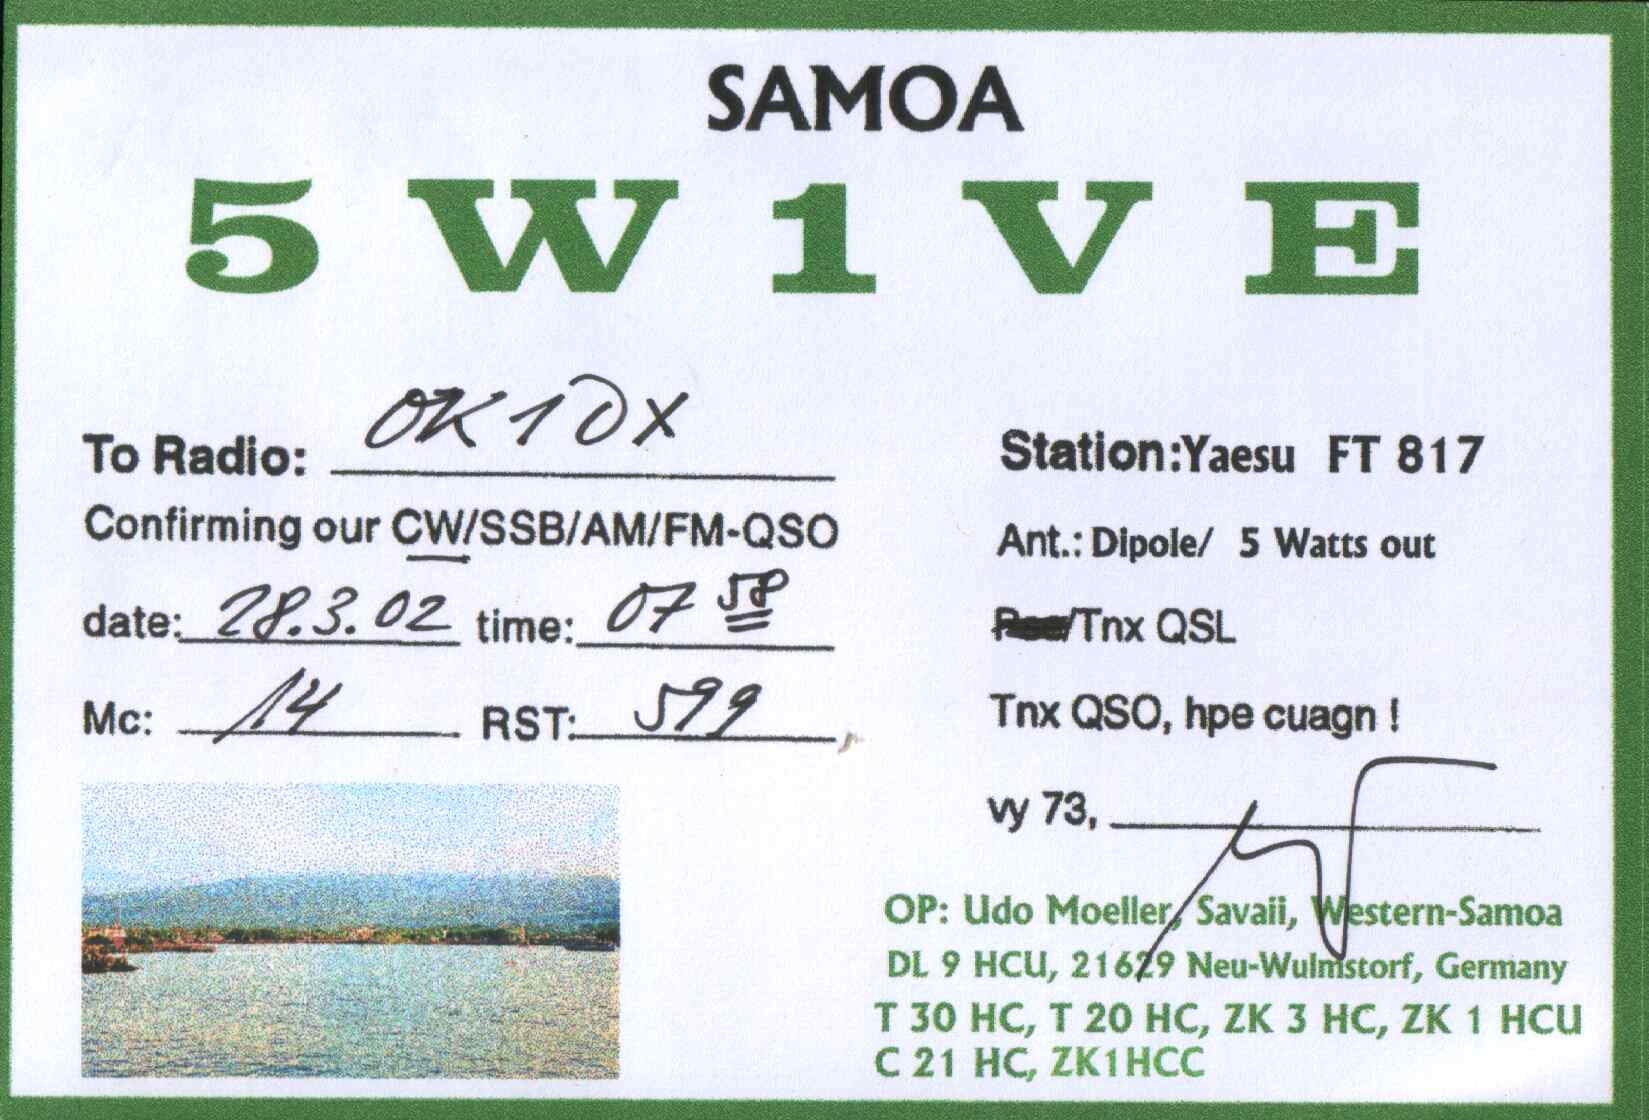 SAMOA
5W1VE
To Radio: OK1DX
Confirming our CW/SSB/AM/FM-QSO
date: 28.3.02 time: 07 58
Mc: 14 RST: 599
Station:Yaesu FT 817
Ant.: Dipole/ 5 Watts out
/Tnx QSL
Tnx QSO, hpe cuagn !
vy 73,
OP: Udo Moeller, Savaii, Western-Samoa
DL 9 HCU, 21629 Neu-Wulmstorf, Germany
T 30 HC, T 20 HC, ZK 3 HC, ZK 1 HCU
C 21 HC, ZK1HCC